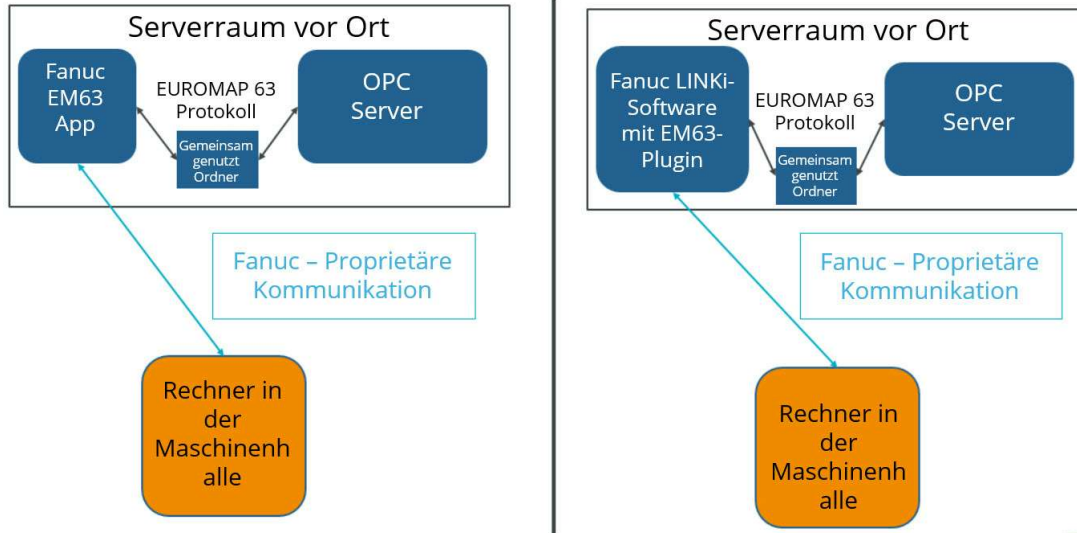 Serverraum vor Ort
Fanuc
EM63
App
EUROMAP 63
Protokoll
Gemeinsam
genutzt
Ordner
OPC
Server
Fanuc – Proprietäre
Kommunikation
Rechner in
der
Maschinenh
alle
Serverraum vor Ort
Fanuc LINKi-
Software
mit EM63-
Plugin
EUROMAP 63
Protokoll
Gemeinsam
genutzt
Ordner
OPC
Server
Fanuc – Proprietäre
Kommunikation
Rechner in
der
Maschinenh
alle